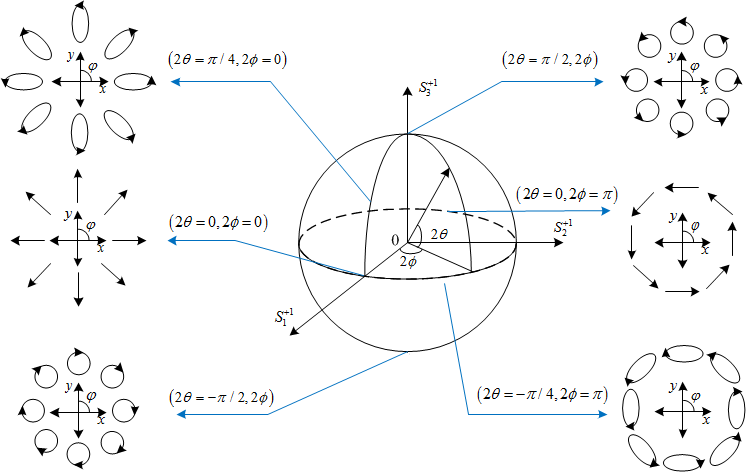 y
φ
x
(2θ = π / 4, 2ϕ = 0)
S₃⁺¹
(2θ = π / 2, 2ϕ)
y
φ
x
y
φ
x
(2θ = 0, 2ϕ = 0)
0
2θ
2ϕ
S₁⁺¹
S₂⁺¹
(2θ = 0, 2ϕ = π)
y
φ
x
y
φ
x
(2θ = −π / 2, 2ϕ)
(2θ = −π / 4, 2ϕ = π)
y
φ
x